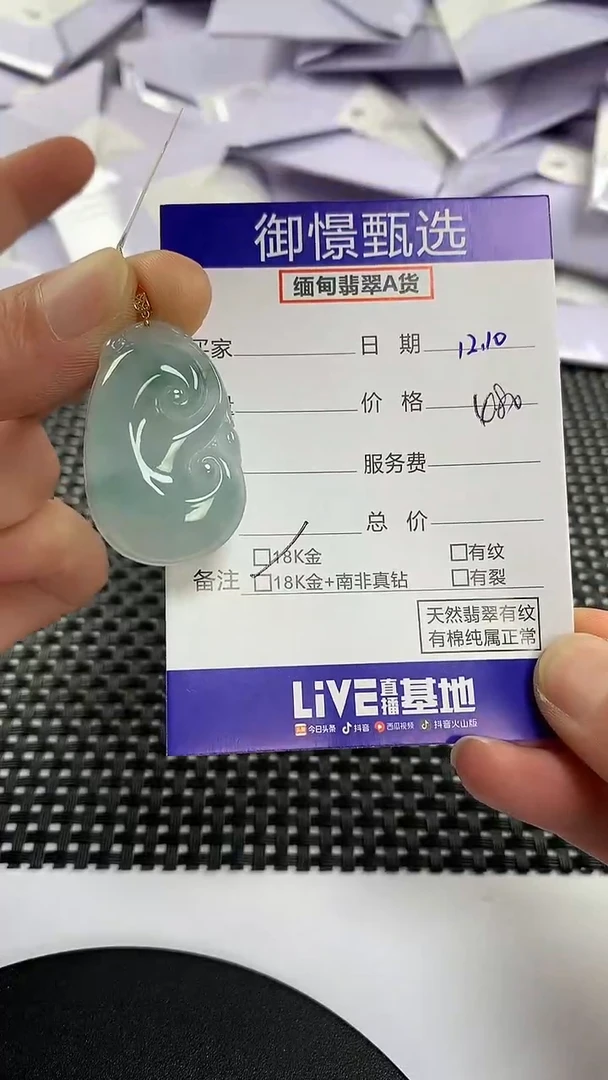 御憬甄选
缅甸翡翠A货
买家 日期 12.10
价格 680
服务费
总价
备注 □18K金 □有纹
□18K金+南非真钻 □有裂
天然翡翠有纹
有棉纯属正常
LiVE直播基地
今日头条 抖音 西瓜视频 抖音火山版